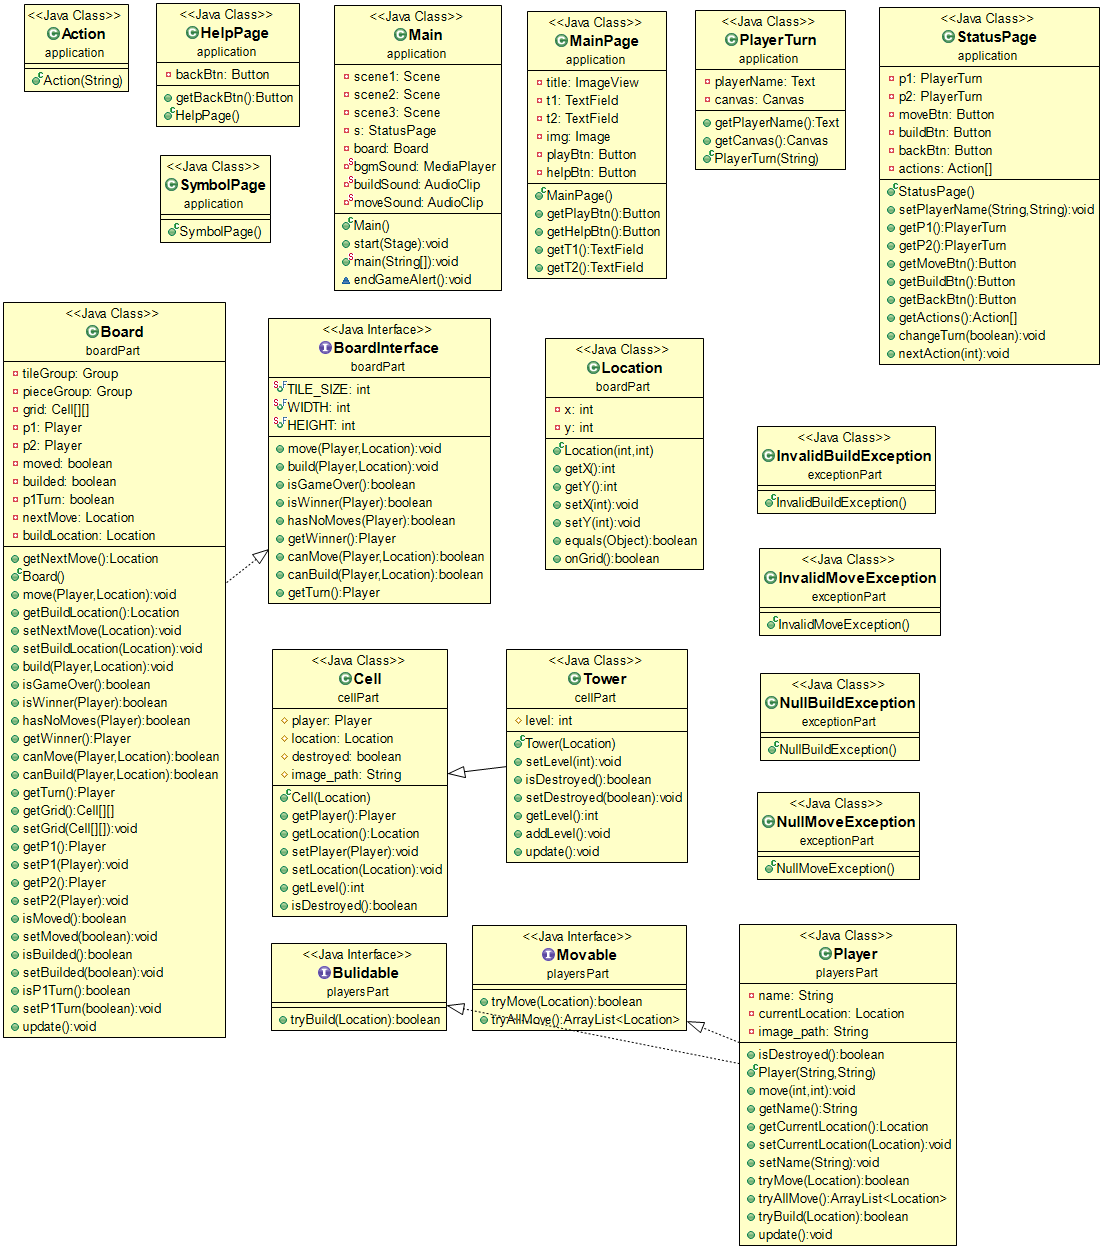 <<Java Class>>
Action
application
Action(String)
<<Java Class>>
HelpPage
application
backBtn: Button
getBackBtn():Button
HelpPage()
<<Java Class>>
SymbolPage
application
SymbolPage()
<<Java Class>>
Main
application
scene1: Scene
scene2: Scene
scene3: Scene
s: StatusPage
board: Board
bgmSound: MediaPlayer
buildSound: AudioClip
moveSound: AudioClip
Main()
start(Stage):void
main(String[]):void
endGameAlert():void
<<Java Class>>
MainPage
application
title: ImageView
t1: TextField
t2: TextField
img: Image
playBtn: Button
helpBtn: Button
MainPage()
getPlayBtn():Button
getHelpBtn():Button
getT1():TextField
getT2():TextField
<<Java Class>>
PlayerTurn
application
playerName: Text
canvas: Canvas
getPlayerName():Text
getCanvas():Canvas
PlayerTurn(String)
<<Java Class>>
StatusPage
application
p1: PlayerTurn
p2: PlayerTurn
moveBtn: Button
buildBtn: Button
backBtn: Button
actions: Action[]
StatusPage()
setPlayerName(String,String):void
getP1():PlayerTurn
getP2():PlayerTurn
getMoveBtn():Button
getBuildBtn():Button
getBackBtn():Button
getActions():Action[]
changeTurn(boolean):void
nextAction(int):void
<<Java Class>>
Board
boardPart
tileGroup: Group
pieceGroup: Group
grid: Cell[][]
p1: Player
p2: Player
moved: boolean
builded: boolean
p1Turn: boolean
nextMove: Location
buildLocation: Location
getNextMove():Location
Board()
move(Player,Location):void
getBuildLocation():Location
setNextMove(Location):void
setBuildLocation(Location):void
build(Player,Location):void
isGameOver():boolean
isWinner(Player):boolean
hasNoMoves(Player):boolean
getWinner():Player
canMove(Player,Location):boolean
canBuild(Player,Location):boolean
getTurn():Player
getGrid():Cell[][]
setGrid(Cell[][]):void
getP1():Player
setP1(Player):void
getP2():Player
setP2(Player):void
isMoved():boolean
setMoved(boolean):void
isBuilded():boolean
setBuilded(boolean):void
isP1Turn():boolean
setP1Turn(boolean):void
update():void
<<Java Interface>>
BoardInterface
boardPart
TILE_SIZE: int
WIDTH: int
HEIGHT: int
move(Player,Location):void
build(Player,Location):void
isGameOver():boolean
isWinner(Player):boolean
hasNoMoves(Player):boolean
getWinner():Player
canMove(Player,Location):boolean
canBuild(Player,Location):boolean
getTurn():Player
<<Java Class>>
Location
boardPart
x: int
y: int
Location(int,int)
getX():int
getY():int
setX(int):void
setY(int):void
equals(Object):boolean
onGrid():boolean
<<Java Class>>
InvalidBuildException
exceptionPart
InvalidBuildException()
<<Java Class>>
InvalidMoveException
exceptionPart
InvalidMoveException()
<<Java Class>>
NullBuildException
exceptionPart
NullBuildException()
<<Java Class>>
NullMoveException
exceptionPart
NullMoveException()
<<Java Class>>
Cell
cellPart
player: Player
location: Location
destroyed: boolean
image_path: String
Cell(Location)
getPlayer():Player
getLocation():Location
setPlayer(Player):void
setLocation(Location):void
getLevel():int
isDestroyed():boolean
<<Java Class>>
Tower
cellPart
level: int
Tower(Location)
setLevel(int):void
isDestroyed():boolean
setDestroyed(boolean):void
getLevel():int
addLevel():void
update():void
<<Java Interface>>
Bulidable
playersPart
tryBuild(Location):boolean
<<Java Interface>>
Movable
playersPart
tryMove(Location):boolean
tryAllMove():ArrayList<Location>
<<Java Class>>
Player
playersPart
name: String
currentLocation: Location
image_path: String
isDestroyed():boolean
Player(String,String)
move(int,int):void
getName():String
getCurrentLocation():Location
setCurrentLocation(Location):void
setName(String):void
tryMove(Location):boolean
tryAllMove():ArrayList<Location>
tryBuild(Location):boolean
update():void